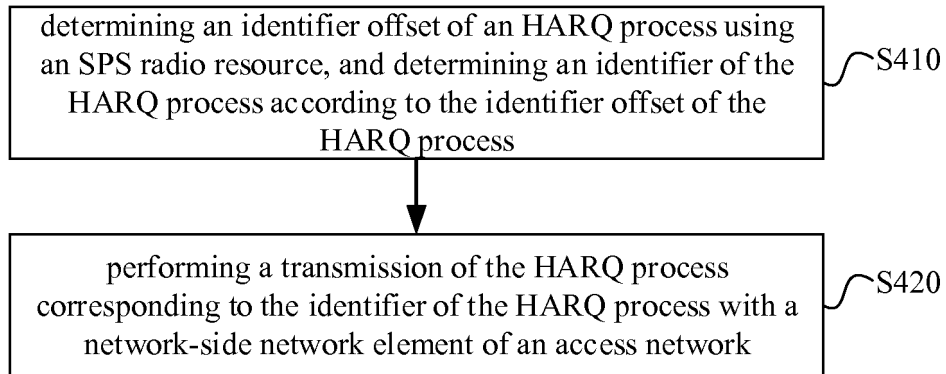 determining an identifier offset of an HARQ process using
an SPS radio resource, and determining an identifier of the
HARQ process according to the identifier offset of the
HARQ process
S410
performing a transmission of the HARQ process
corresponding to the identifier of the HARQ process with a
network-side network element of an access network
S420